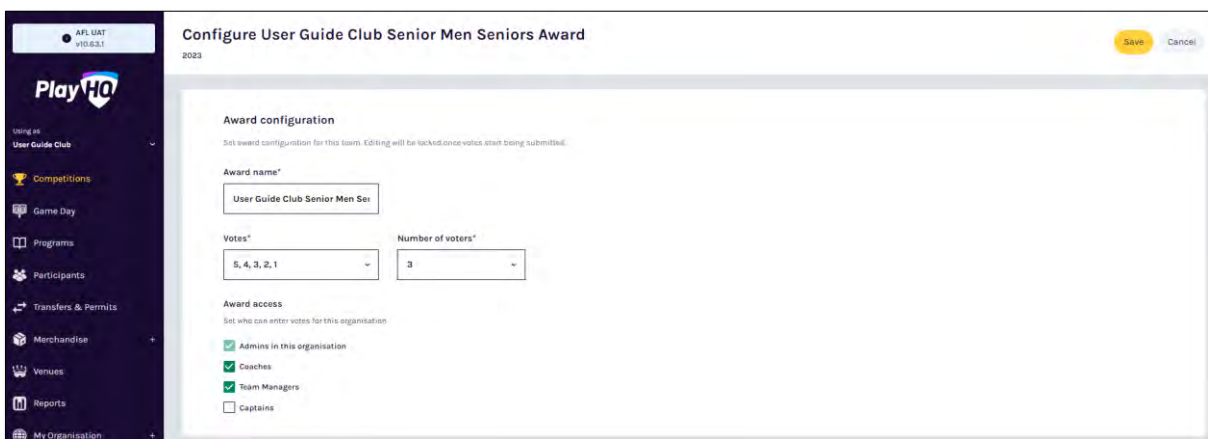 AFL UAT
v10.63.1
PlayHQ
Using as
User Guide Club
Competitions
Game Day
Programs
Participants
Transfers & Permits
Merchandise +
Venues
Reports
My Organisation +
Configure User Guide Club Senior Men Seniors Award
2023
Save Cancel
Award configuration
Set award configuration for this team. Editing will be locked once votes start being submitted.
Award name*
User Guide Club Senior Men Ser
Votes* Number of voters*
5, 4, 3, 2, 1 3
Award access
Set who can enter votes for this organisation
Admins in this organisation
Coaches
Team Managers
Captains